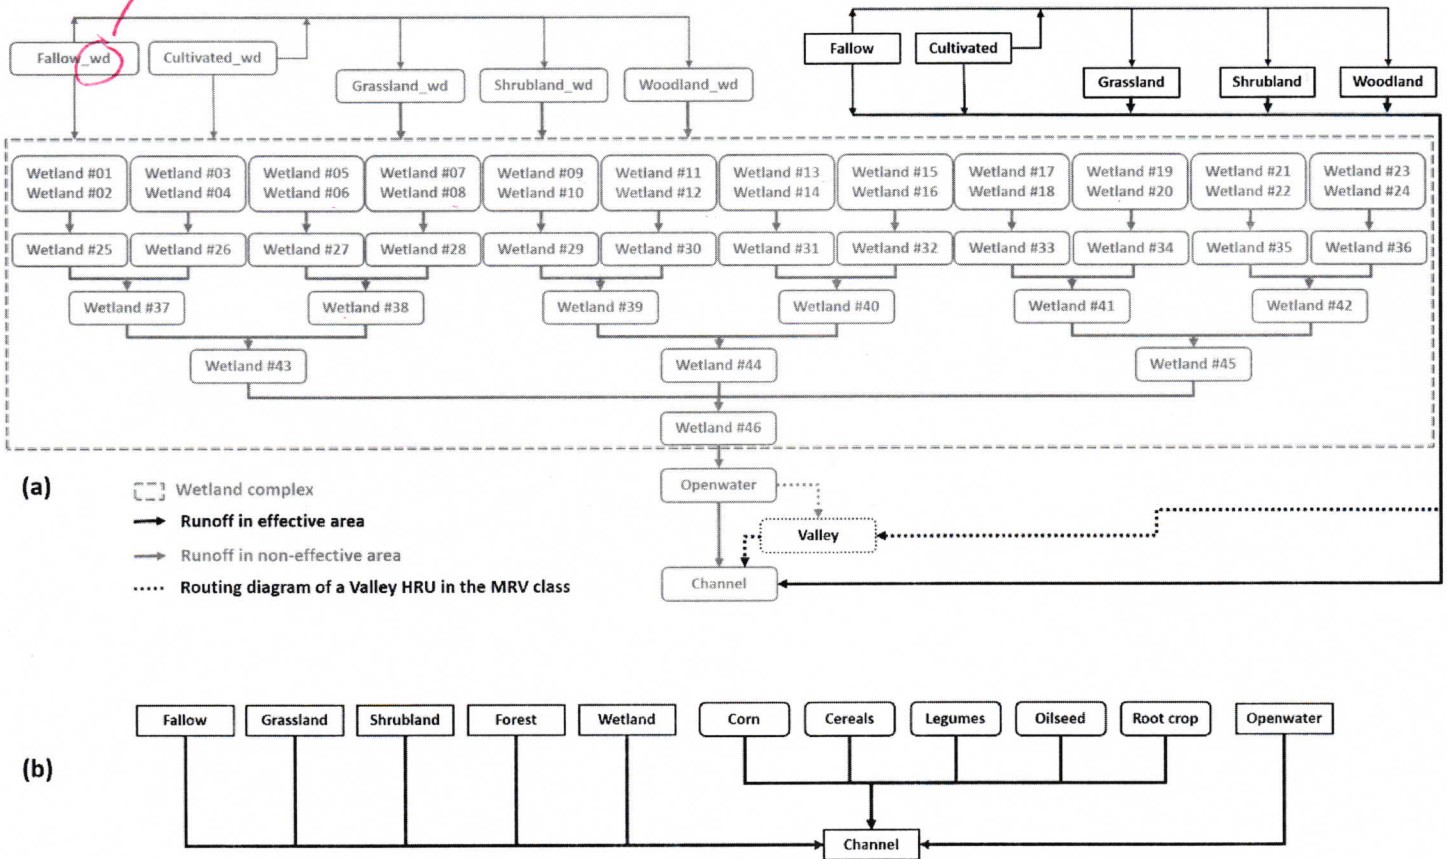 Fallow_wd
Cultivated_wd
Grassland_wd
Shrubland_wd
Woodland_wd
Fallow
Cultivated
Grassland
Shrubland
Woodland
Wetland #01
Wetland #02
Wetland #03
Wetland #04
Wetland #05
Wetland #06
Wetland #07
Wetland #08
Wetland #09
Wetland #10
Wetland #11
Wetland #12
Wetland #13
Wetland #14
Wetland #15
Wetland #16
Wetland #17
Wetland #18
Wetland #19
Wetland #20
Wetland #21
Wetland #22
Wetland #23
Wetland #24
Wetland #25
Wetland #26
Wetland #27
Wetland #28
Wetland #29
Wetland #30
Wetland #31
Wetland #32
Wetland #33
Wetland #34
Wetland #35
Wetland #36
Wetland #37
Wetland #38
Wetland #39
Wetland #40
Wetland #41
Wetland #42
Wetland #43
Wetland #44
Wetland #45
Wetland #46
Openwater
Valley
Channel
(a)
Wetland complex
Runoff in effective area
Runoff in non-effective area
Routing diagram of a Valley HRU in the MRV class
(b)
Fallow
Grassland
Shrubland
Forest
Wetland
Corn
Cereals
Legumes
Oilseed
Root crop
Openwater
Channel